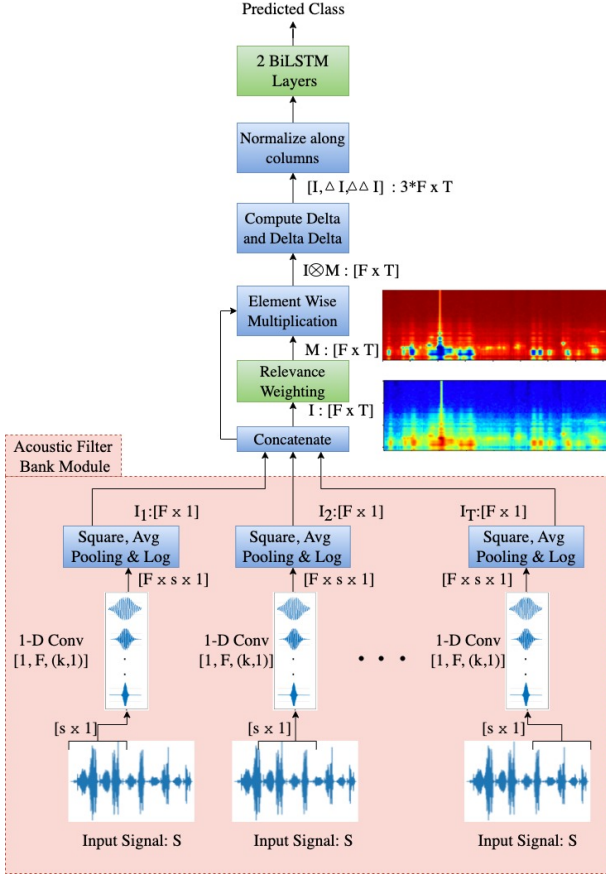 Predicted Class
2 BiLSTM
Layers
Normalize along
columns
[I, △ I,△△ I] : 3*F x T
Compute Delta
and Delta Delta
I⊗M : [F x T]
Element Wise
Multiplication
M : [F x T]
Relevance
Weighting
I : [F x T]
Concatenate
Acoustic Filter
Bank Module
I1:[F x 1]
I2:[F x 1]
IT:[F x 1]
Square, Avg
Pooling & Log
Square, Avg
Pooling & Log
Square, Avg
Pooling & Log
[F x s x 1]
[F x s x 1]
[F x s x 1]
1-D Conv
[1, F, (k,1)]
1-D Conv
[1, F, (k,1)]
1-D Conv
[1, F, (k,1)]
[s x 1]
[s x 1]
[s x 1]
Input Signal: S
Input Signal: S
Input Signal: S